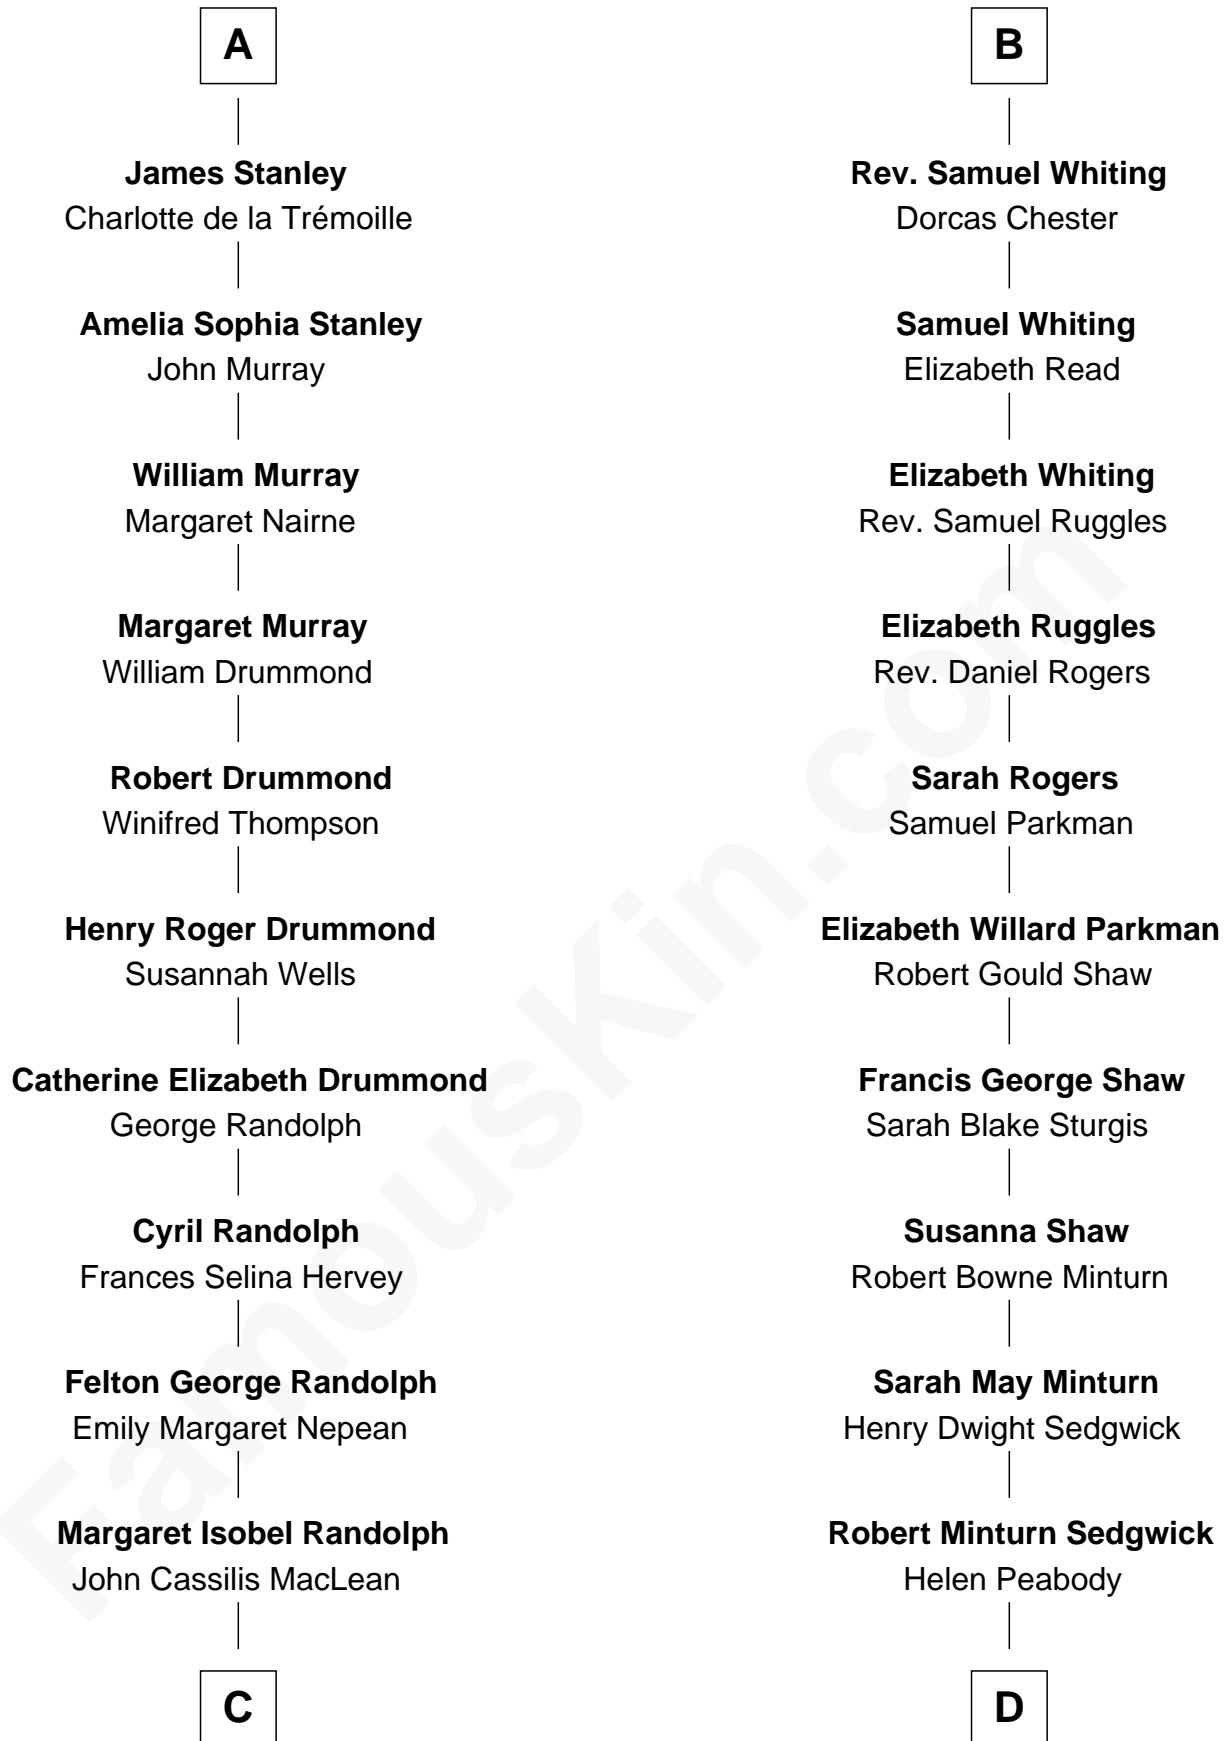 A
James Stanley
Charlotte de la Trémoille
Amelia Sophia Stanley
John Murray
William Murray
Margaret Nairne
Margaret Murray
William Drummond
Robert Drummond
Winifred Thompson
Henry Roger Drummond
Susannah Wells
Catherine Elizabeth Drummond
George Randolph
Cyril Randolph
Frances Selina Hervey
Felton George Randolph
Emily Margaret Nepean
Margaret Isobel Randolph
John Cassilis MacLean
C
B
Rev. Samuel Whiting
Dorcas Chester
Samuel Whiting
Elizabeth Read
Elizabeth Whiting
Rev. Samuel Ruggles
Elizabeth Ruggles
Rev. Daniel Rogers
Sarah Rogers
Samuel Parkman
Elizabeth Willard Parkman
Robert Gould Shaw
Francis George Shaw
Sarah Blake Sturgis
Susanna Shaw
Robert Bowne Minturn
Sarah May Minturn
Henry Dwight Sedgwick
Robert Minturn Sedgwick
Helen Peabody
D
FamousKin.com